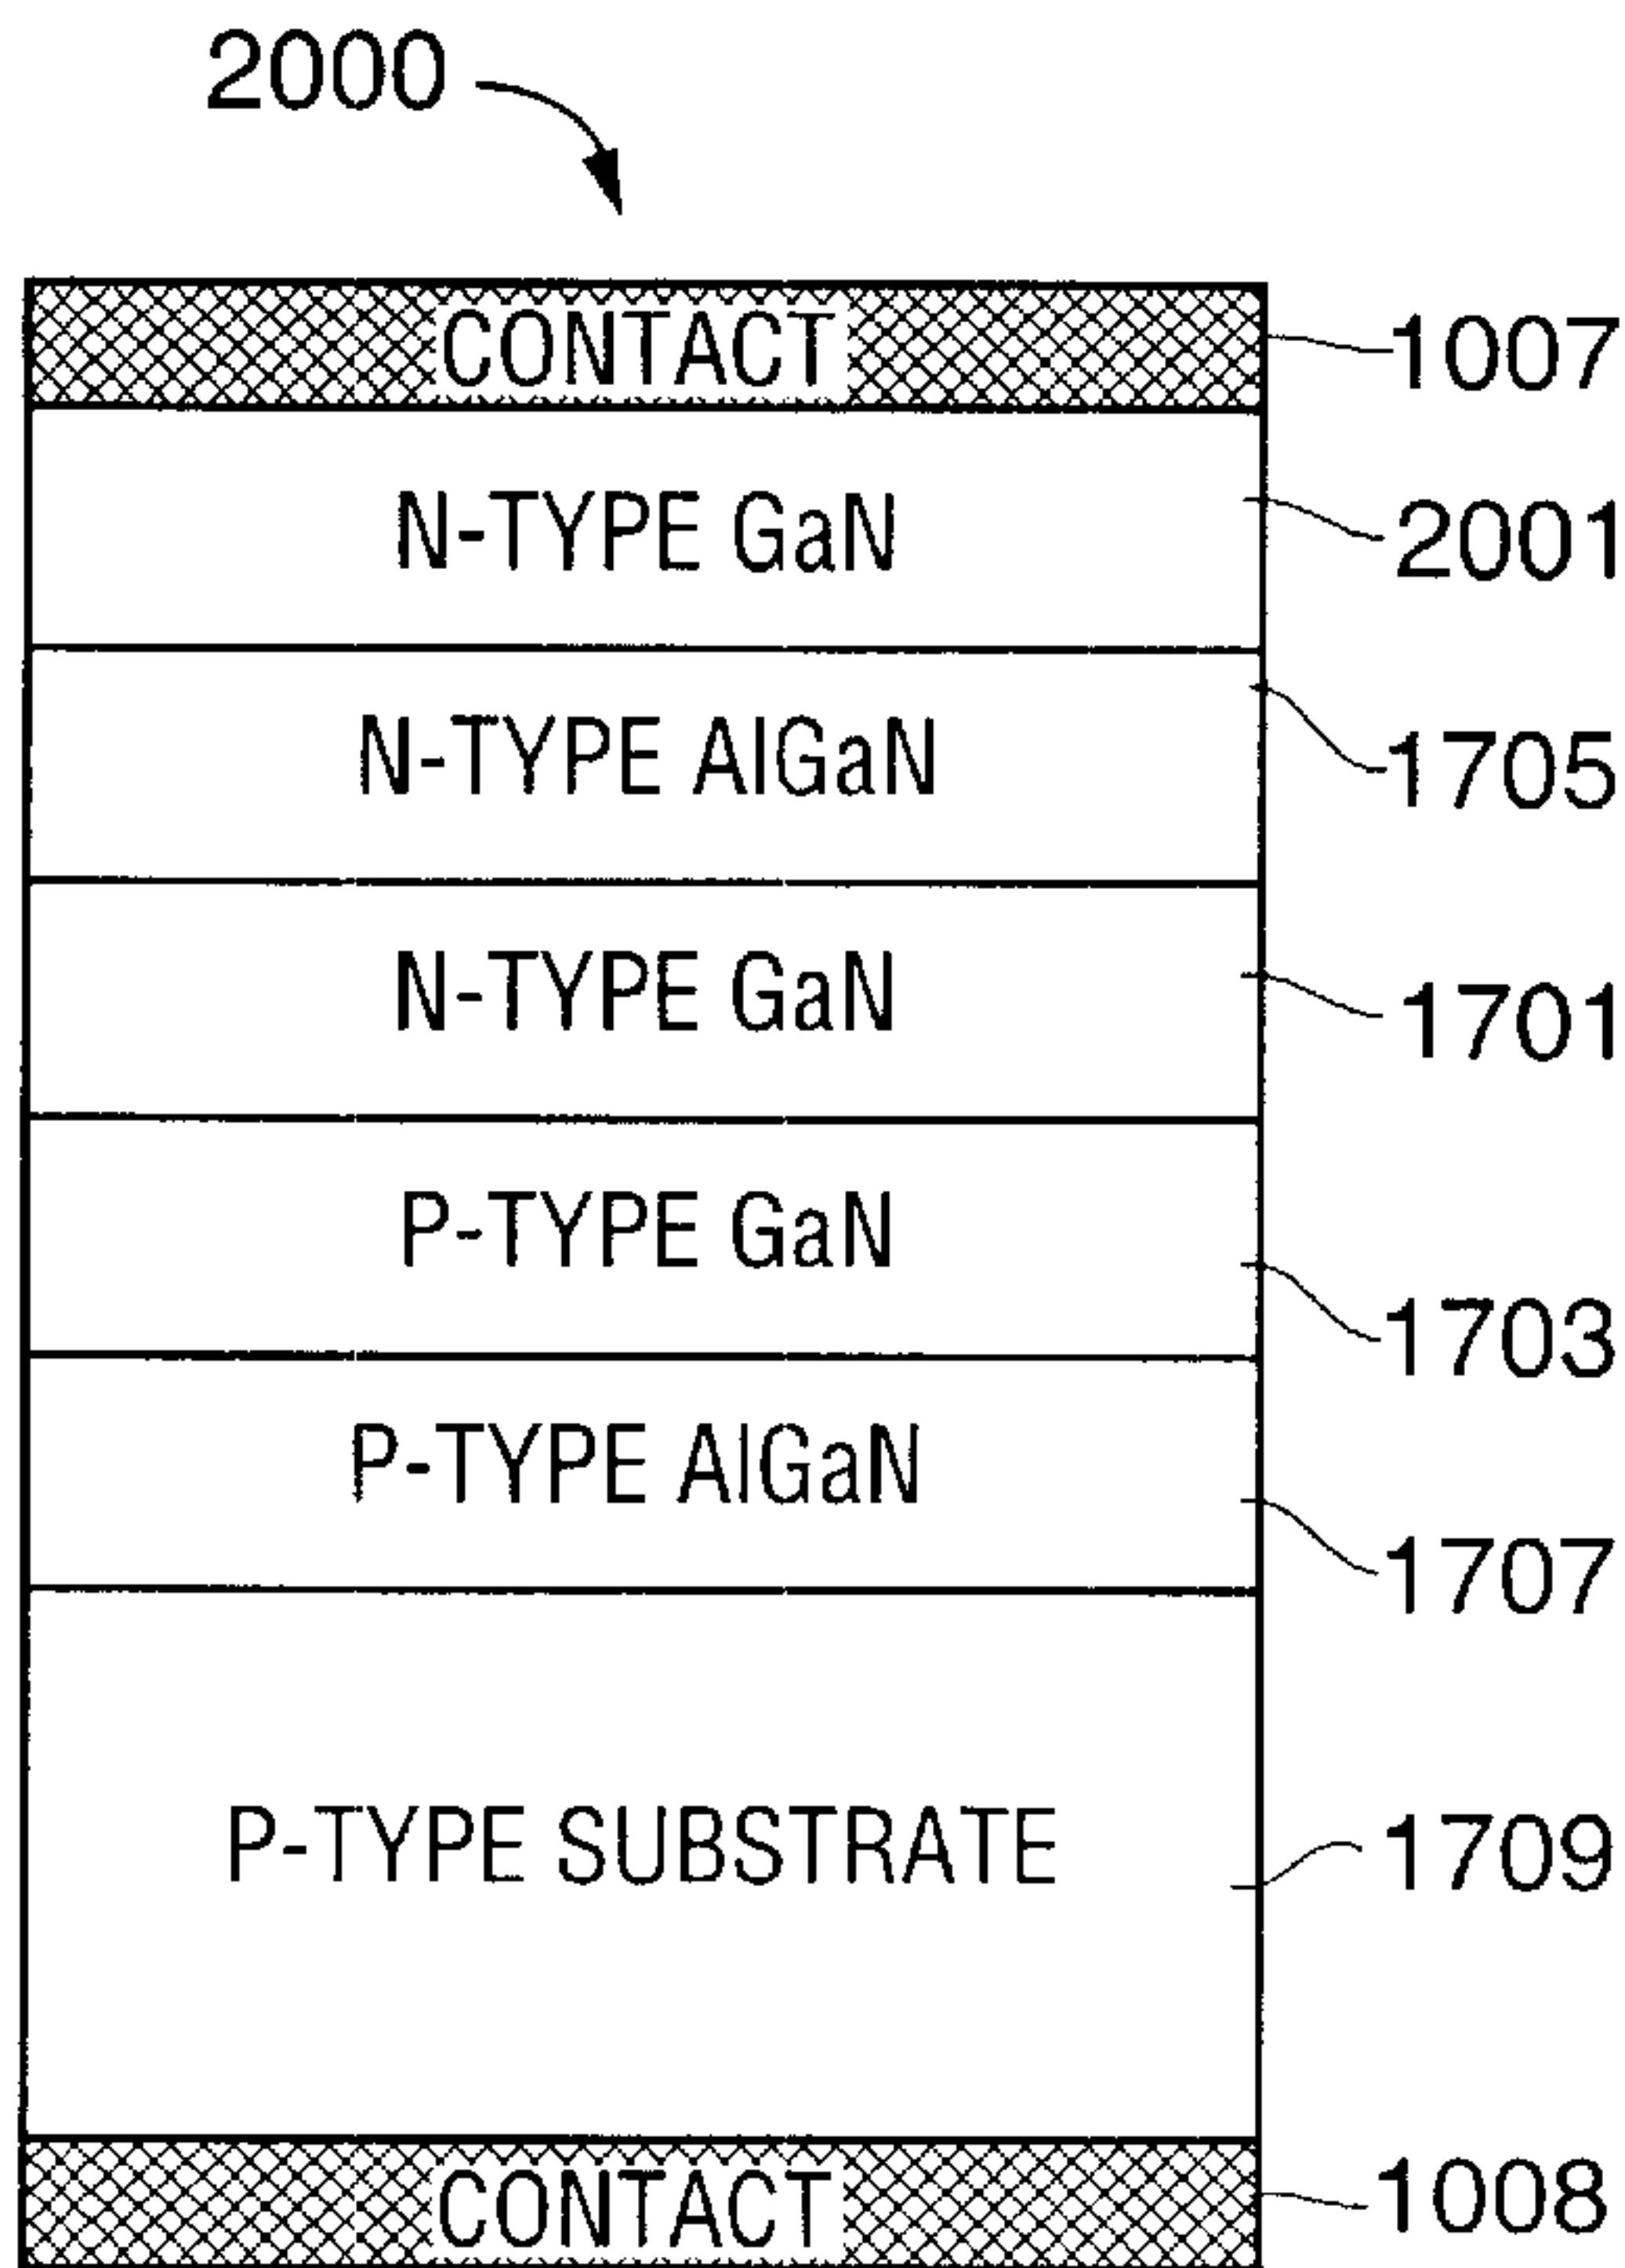 2000
CONTACT 1007
N-TYPE GaN 2001
N-TYPE AlGaN 1705
N-TYPE GaN 1701
P-TYPE GaN 1703
P-TYPE AlGaN 1707
P-TYPE SUBSTRATE 1709
CONTACT 1008